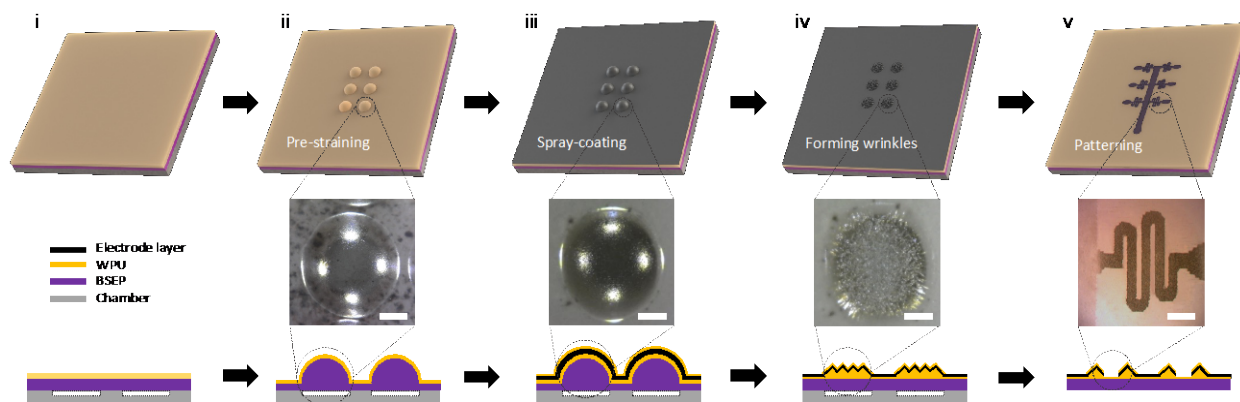 i
ii
iii
iv
v
Pre-straining
Spray-coating
Forming wrinkles
Patterning
Electrode layer
WPU
BSEP
Chamber